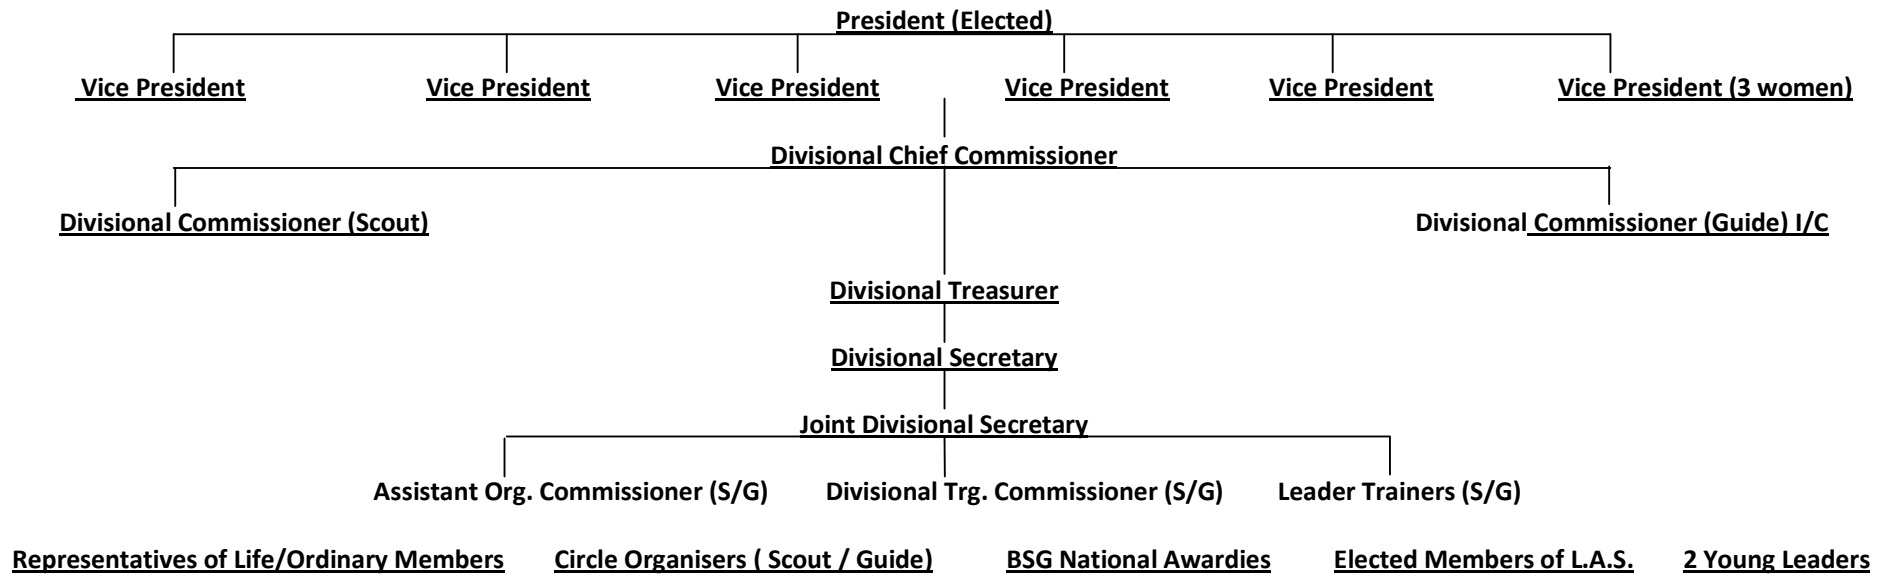 President (Elected)
Vice President Vice President Vice President Vice President Vice President Vice President (3 women)
Divisional Chief Commissioner
Divisional Commissioner (Scout) Divisional Commissioner (Guide) I/C
Divisional Treasurer
Divisional Secretary
Joint Divisional Secretary
Assistant Org. Commissioner (S/G) Divisional Trg. Commissioner (S/G) Leader Trainers (S/G)
Representatives of Life/Ordinary Members Circle Organisers ( Scout / Guide) BSG National Awardies Elected Members of L.A.S. 2 Young Leaders